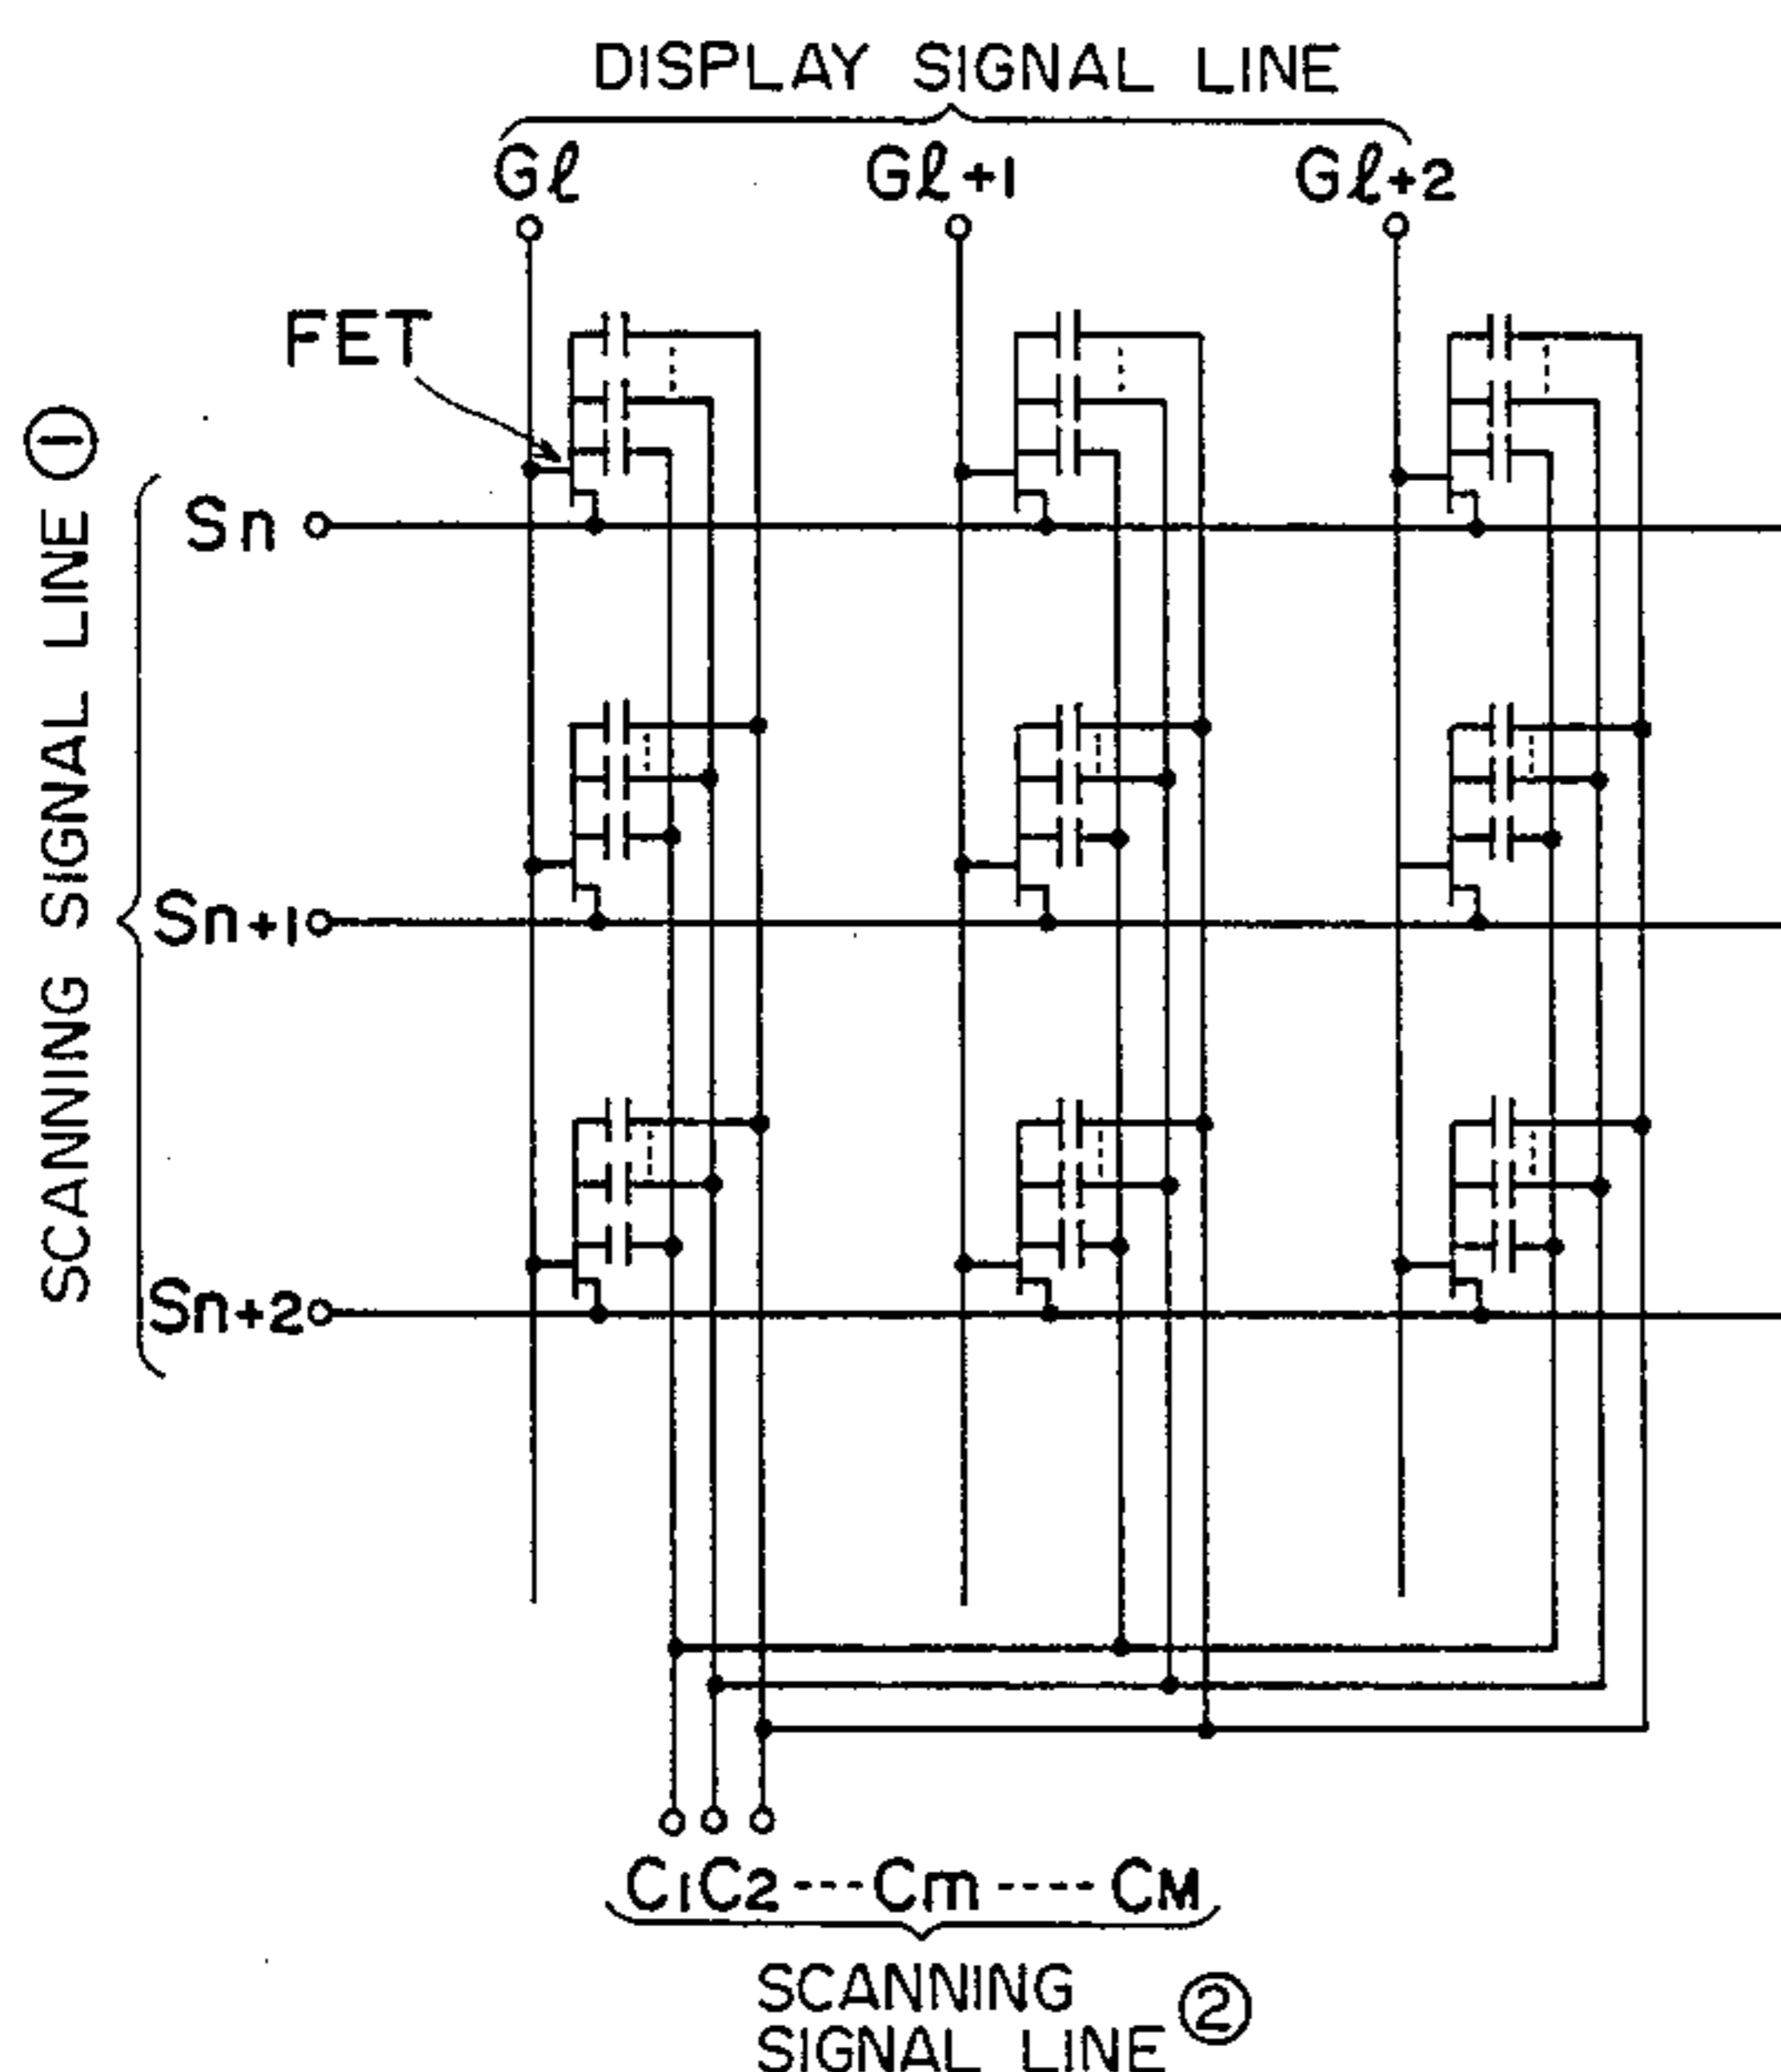 DISPLAY SIGNAL LINE
Gℓ Gℓ+1 Gℓ+2
FET
SCANNING SIGNAL LINE ①
Sn
Sn+1
Sn+2
C1C2---Cm----CM
SCANNING
SIGNAL LINE ②